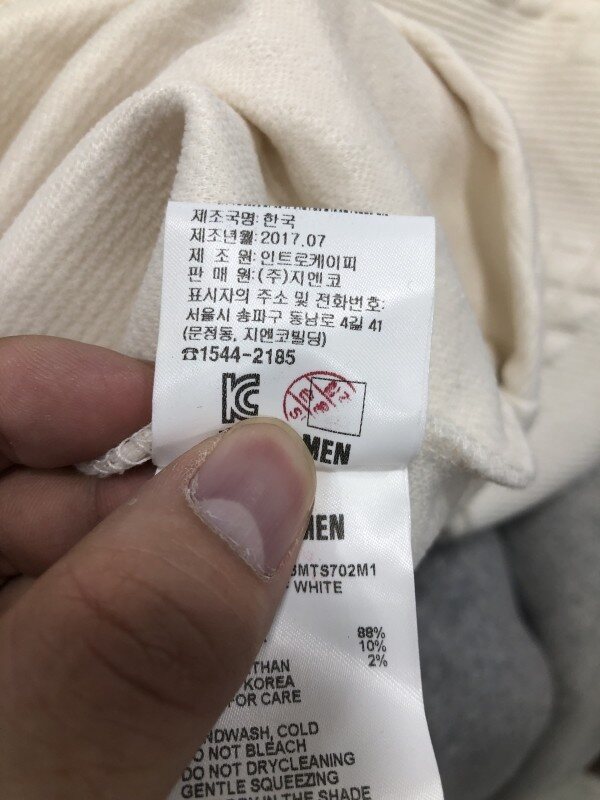 제조국명:한국
제조년월:2017.07
제 조 원:인트로케이피
판 매 원:(주)지엔코
표시자의 주소 및 전화번호:
서울시 송파구 동남로 4길 41
(문정동, 지엔코빌딩)
☎1544-2185
MEN
MEN
MTS702M1
WHITE
88%
10%
THAN 2%
KOREA
FOR CARE
NDWASH, COLD
DO NOT BLEACH
DO NOT DRYCLEANING
GENTLE SQUEEZING
IN THE SHADE